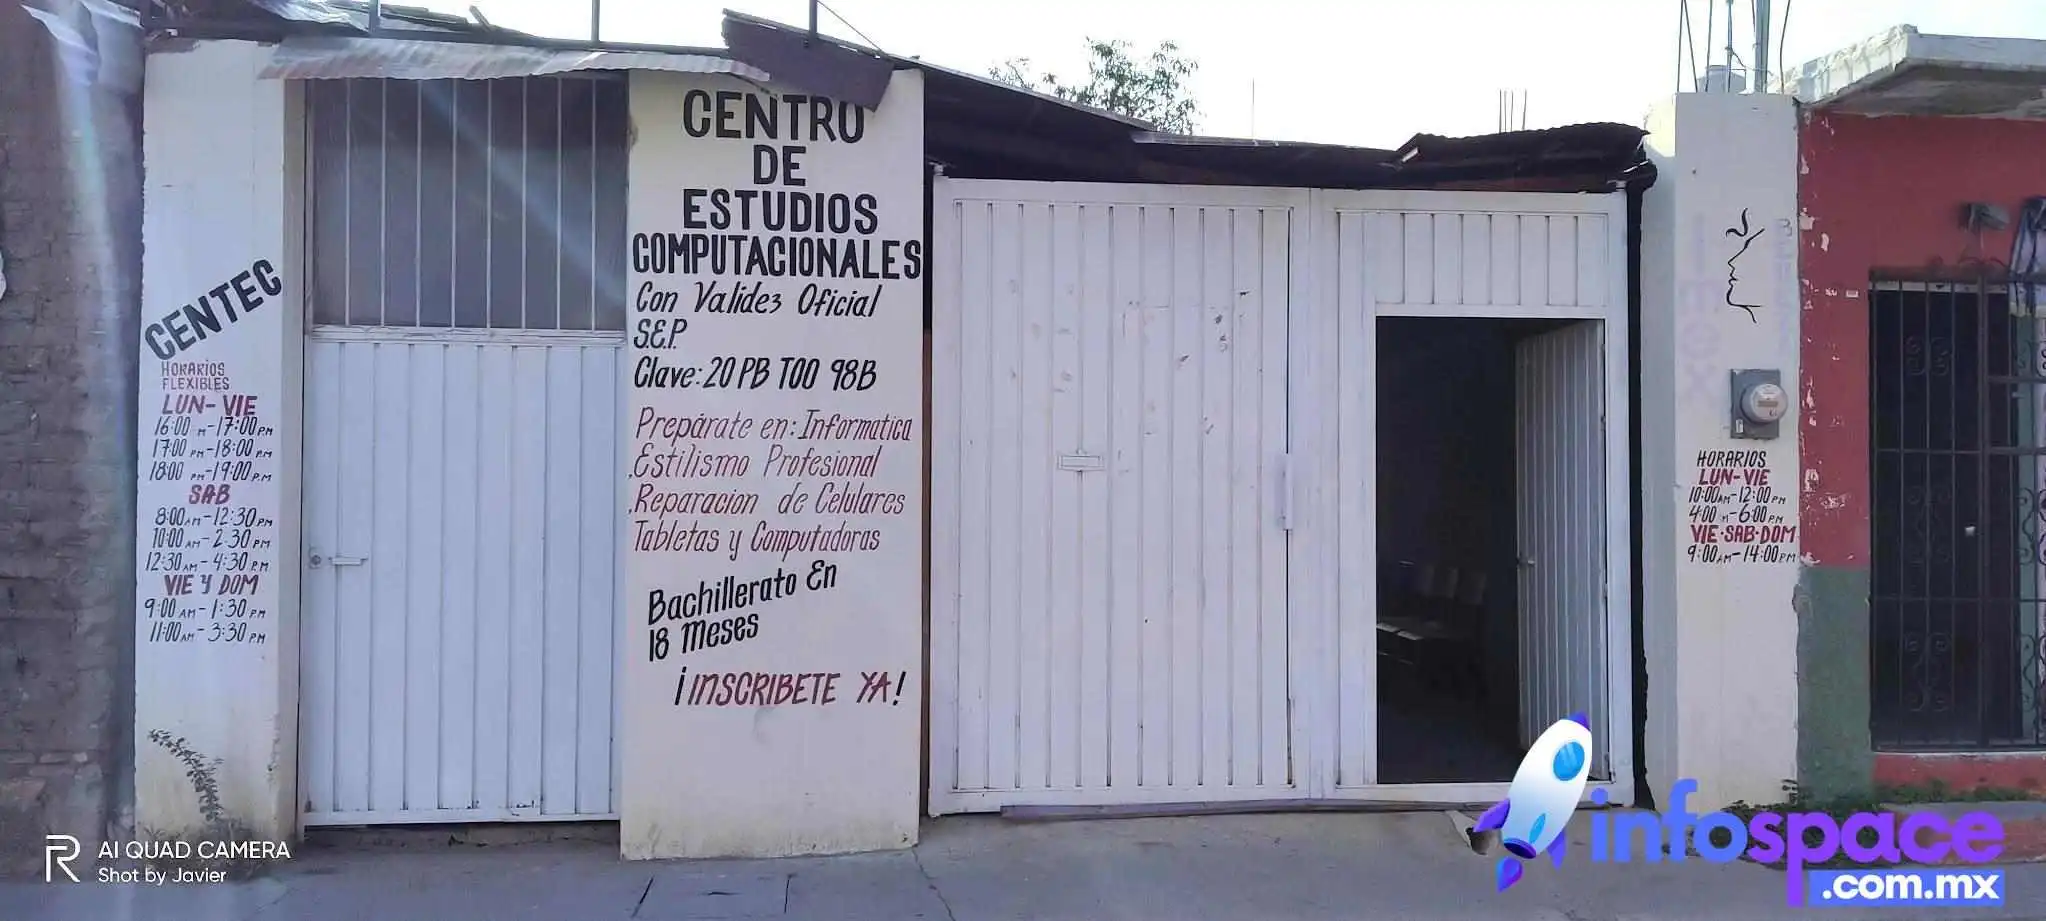 CENTEC
HORARIOS
FLEXIBLES
LUN-VIE
16:00 PM-17:00 PM
17:00 PM-18:00 PM
18:00 PM-19:00 PM
SAB
8:00 AM-12:30 PM
10:00 AM-2:30 PM
12:30 AM-4:30 P.M
VIE Y DOM
9:00 AM-1:30 PM
11:00 AM-3:30 PM
CENTRO
DE
ESTUDIOS
COMPUTACIONALES
Con Validez Oficial
S.E.P.
Clave: 20 PB T00 98B
Prepárate en: Informatica
.Estilismo Profesional
.Reparacion de Celulares
Tabletas y Computadoras
Bachillerato En
18 Meses
¡INSCRIBETE YA!
HORARIOS
LUN-VIE
10:00 AM-12:00 PM
4:00 -6:00 PM
VIE·SAB·DOM
9:00 AM-14:00 PM
AI QUAD CAMERA
Shot by Javier
infospace
.com.mx